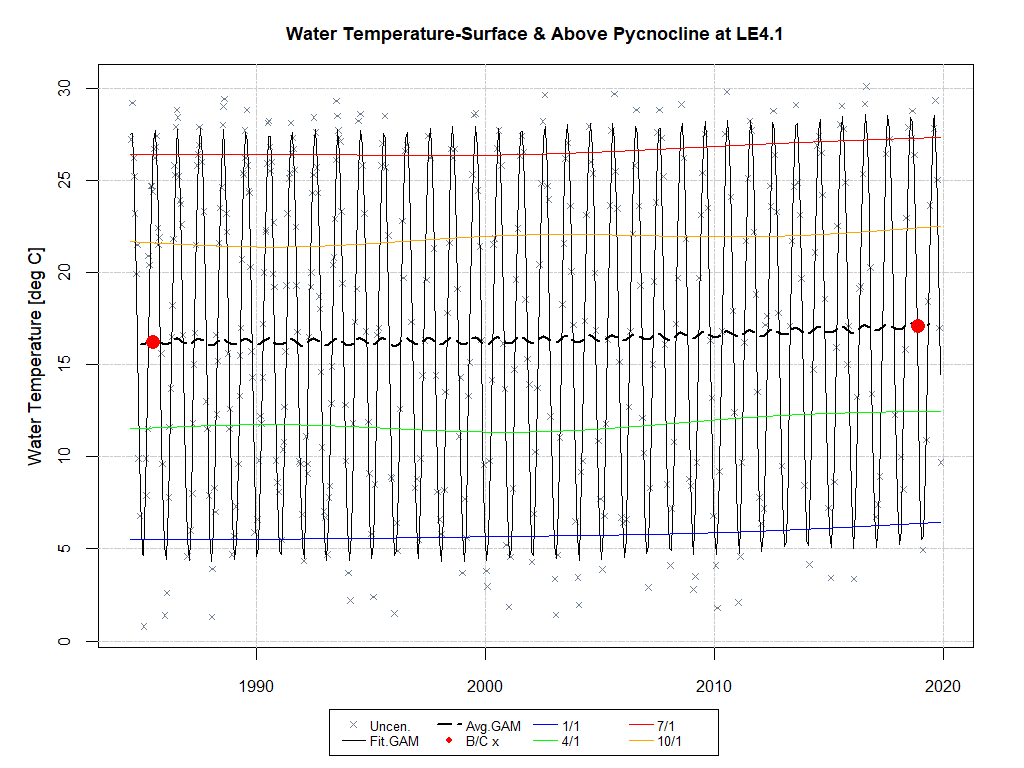 Water Temperature-Surface & Above Pycnocline at LE4.1
Water Temperature [deg C]
30
25
20
15
10
5
0
1990 2000 2010 2020
Uncen. Avg.GAM 1/1 7/1
Fit.GAM B/C x 4/1 10/1